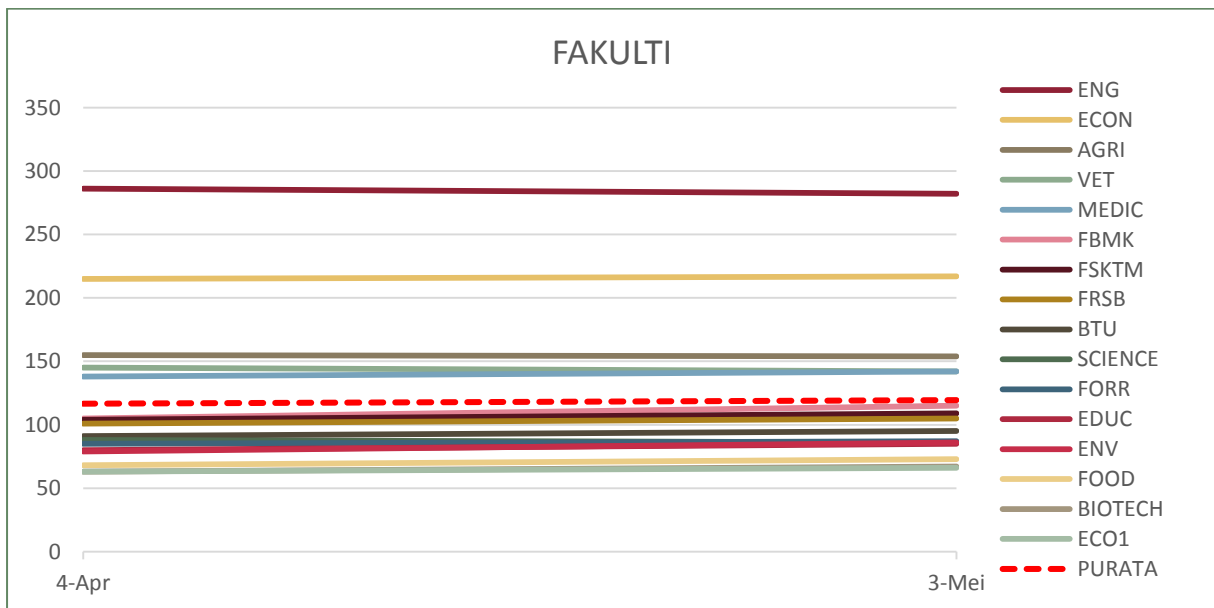 FAKULTI
350
300
250
200
150
100
50
0
4-Apr
3-Mei
ENG
ECON
AGRI
VET
MEDIC
FBMK
FSKTM
FRSB
BTU
SCIENCE
FORR
EDUC
ENV
FOOD
BIOTECH
ECO1
PURATA